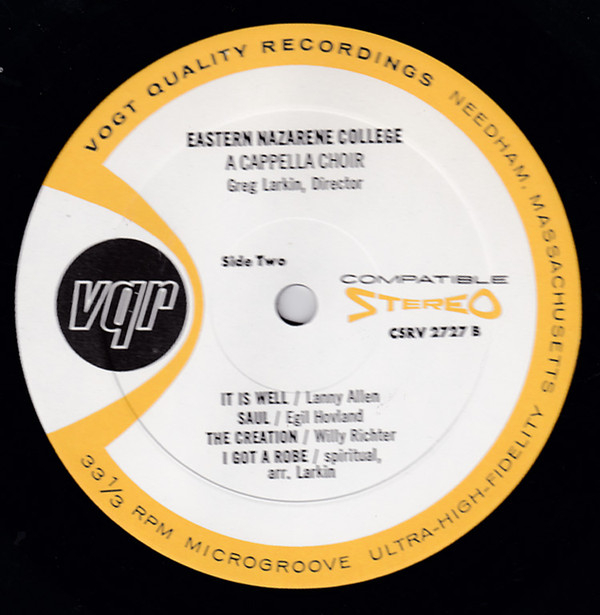 VOGT QUALITY RECORDINGS NEEDHAM, MASSACHUSETTS
EASTERN NAZARENE COLLEGE
A CAPPELLA CHOIR
Greg Larkin, Director
Side Two
COMPATIBLE
STEREO
CSRV 2727 B
vqr
IT IS WELL / Lanny Allen
SAUL / Egil Hovland
THE CREATION / Willy Richter
I GOT A ROBE / spiritual,
arr. Larkin
33 1/3 RPM MICROGROOVE ULTRA-HIGH-FIDELITY